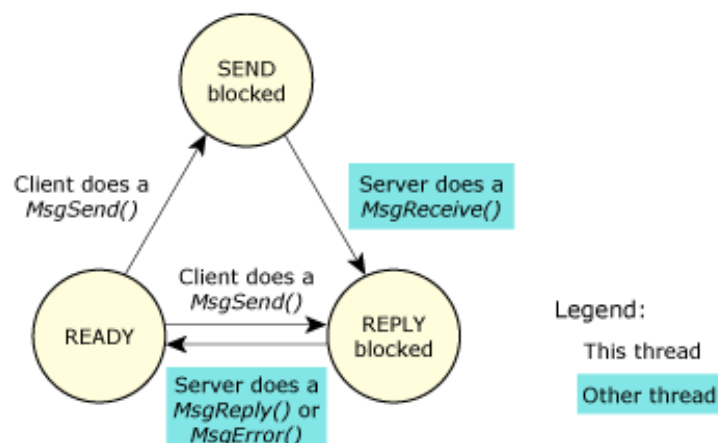 SEND
blocked
Client does a
MsgSend()
Server does a
MsgReceive()
Client does a
MsgSend()
READY
REPLY
blocked
Server does a
MsgReply() or
MsgError()
Legend:
This thread
Other thread